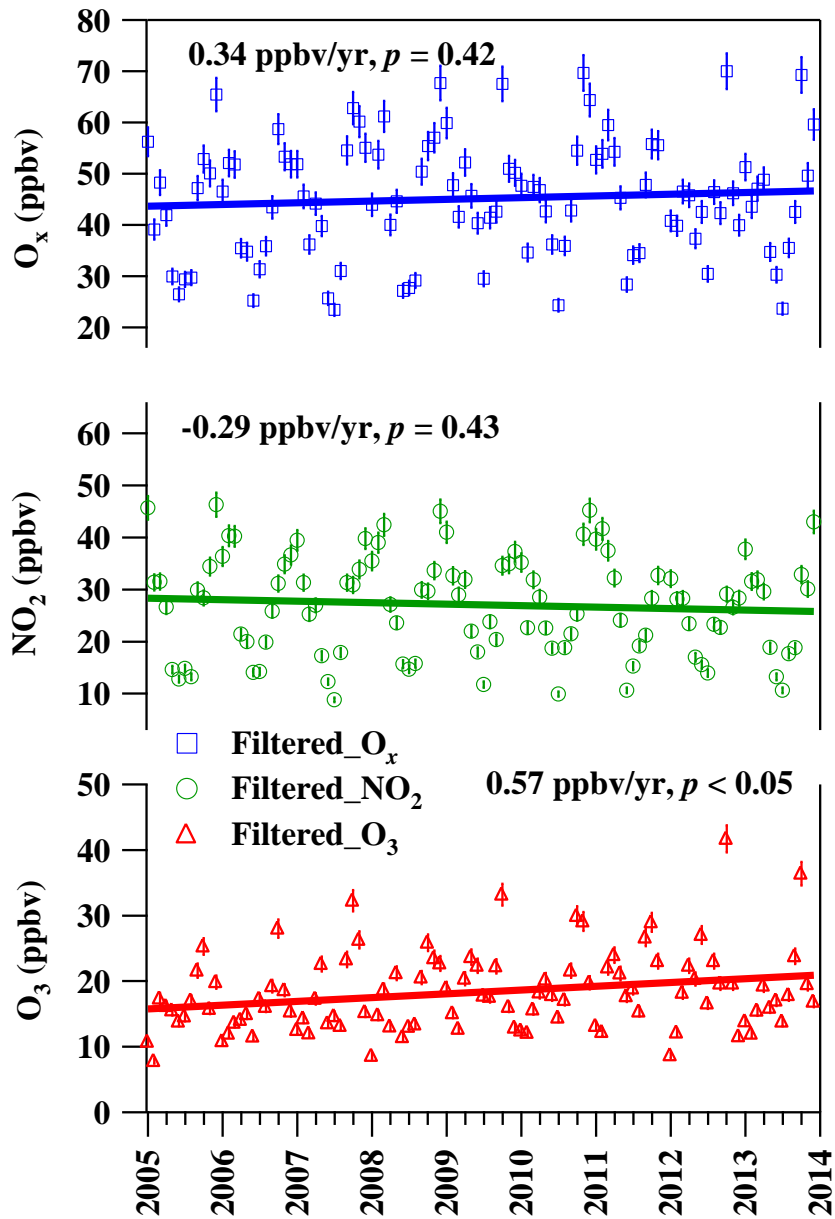 0.34 ppbv/yr, p = 0.42
Oₓ (ppbv)
80
70
60
50
40
30
20
-0.29 ppbv/yr, p = 0.43
NO₂ (ppbv)
60
50
40
30
20
10
Filtered_Oₓ
Filtered_NO₂
Filtered_O₃
0.57 ppbv/yr, p < 0.05
O₃ (ppbv)
50
40
30
20
10
0
2005 2006 2007 2008 2009 2010 2011 2012 2013 2014